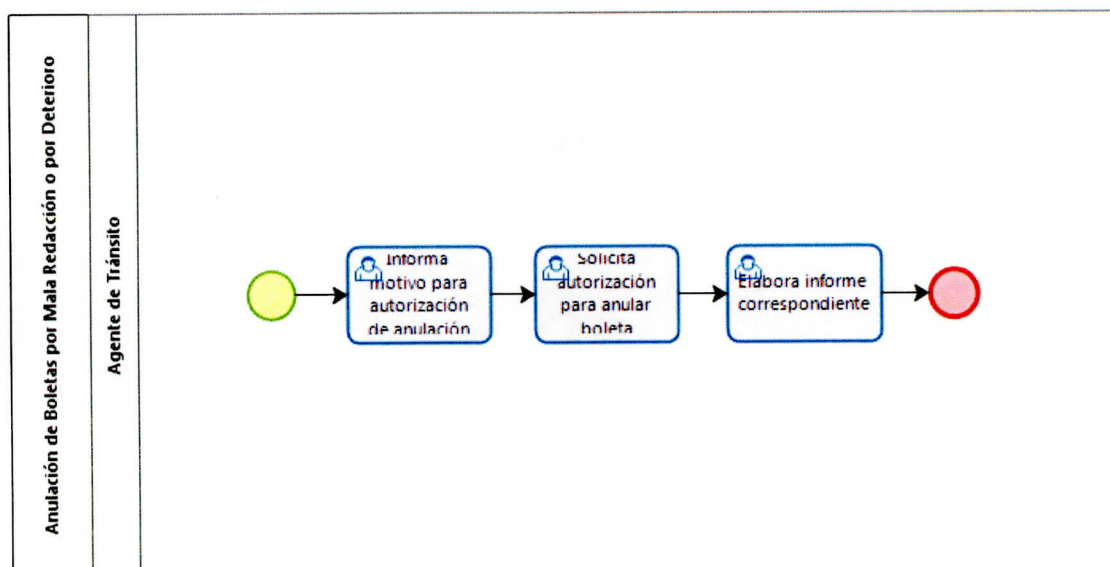 Anulación de Boletas por Mala Redacción o por Deterioro
Agente de Tránsito
Informa
motivo para
autorización
de anulación
Solicita
autorización
para anular
boleta
Elabora informe
correspondiente